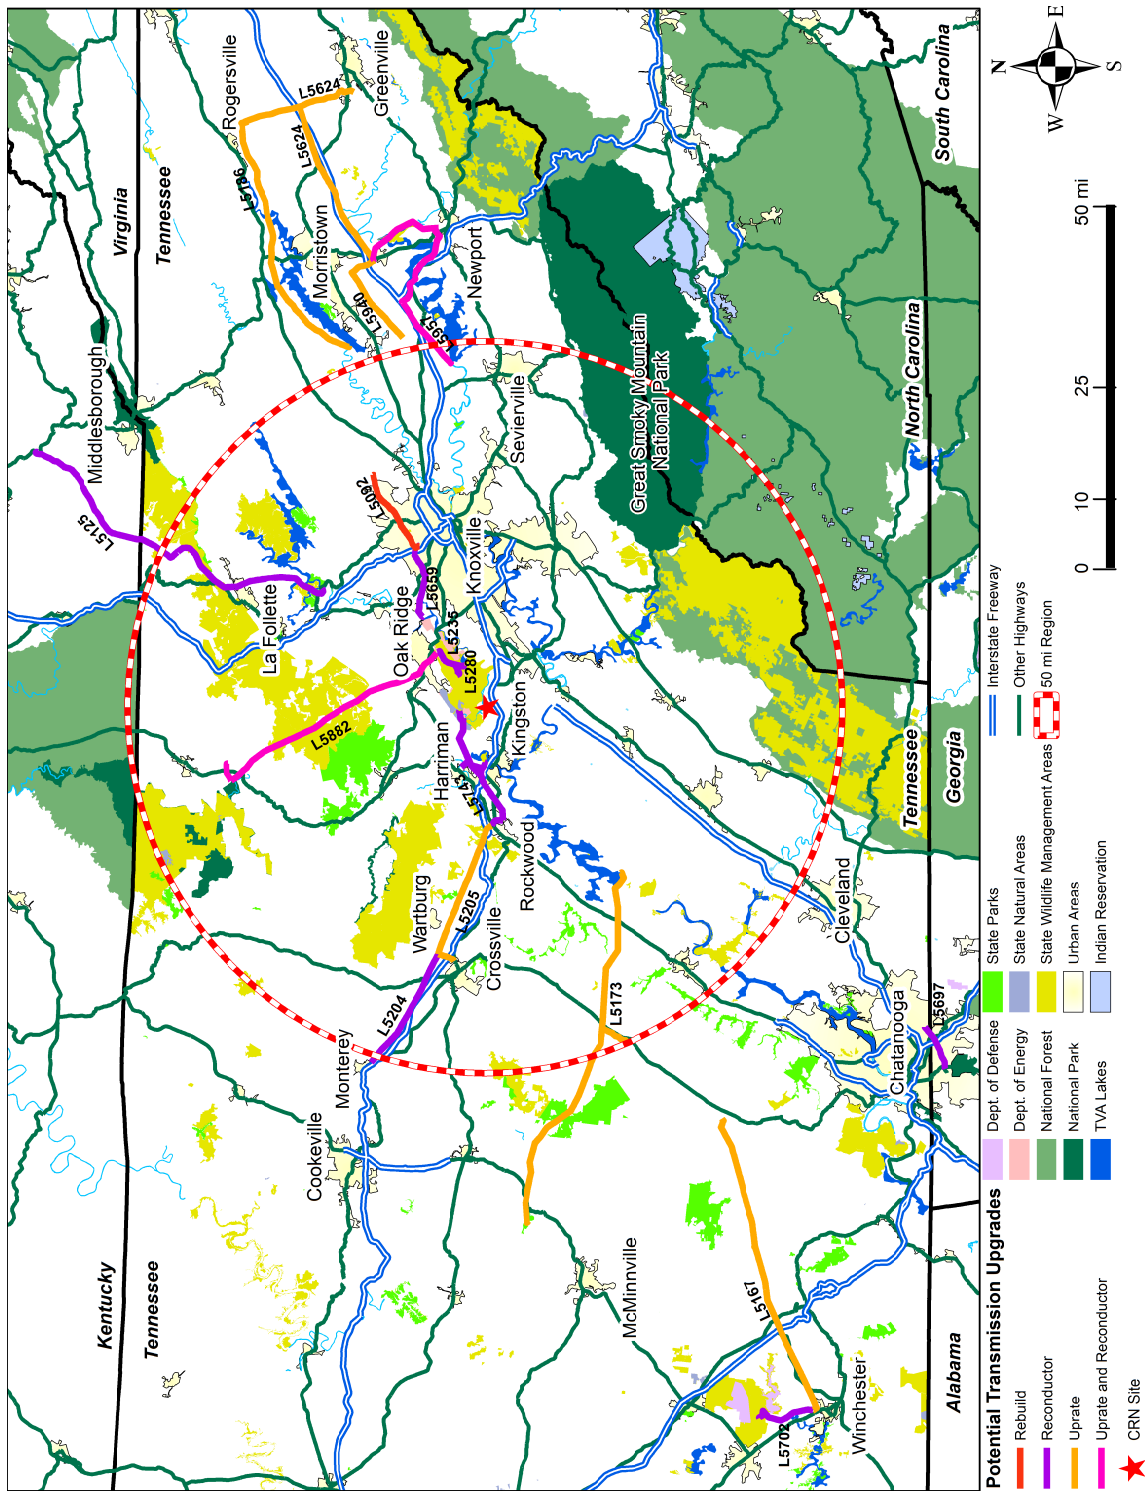 Kentucky
Tennessee
Virginia
Tennessee
Middlesborough
Rogersville
Greenville
Morristown
Newport
Sevierville
Knoxville
La Follette
Oak Ridge
Harriman
Kingston
Rockwood
Wartburg
Crossville
Monterey
Cookeville
McMinnville
Winchester
Chatanooga
Cleveland
Great Smoky Mountain
National Park
Tennessee
Georgia
North Carolina
South Carolina
Alabama
L5125
L5186
L5624
L5624
L5940
L5957
L5092
L5659
L5235
L5280
L5882
L5743
L5205
L5204
L5173
L5167
L5702
L5697
Potential Transmission Upgrades
Rebuild
Reconductor
Uprate
Uprate and Reconductor
CRN Site
Dept. of Defense
Dept. of Energy
National Forest
National Park
TVA Lakes
State Parks
State Natural Areas
State Wildlife Management Areas
Urban Areas
Indian Reservation
Interstate Freeway
Other Highways
50 mi Region
0
10
25
50 mi
N
E
S
W